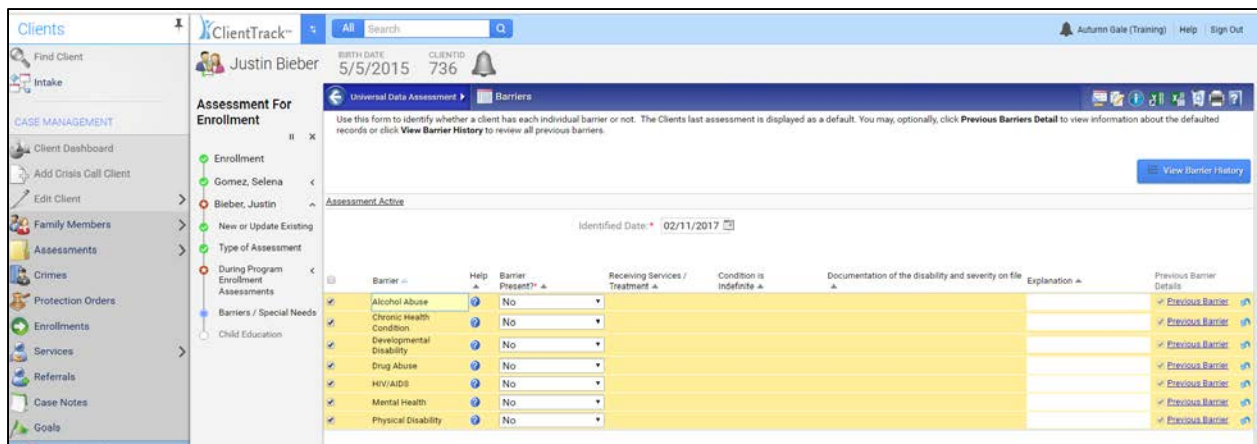 Clients
Find Client
Intake
CASE MANAGEMENT
Client Dashboard
Add Crisis Call Client
Edit Client
Family Members
Assessments
Crimes
Protection Orders
Enrollments
Services
Referrals
Case Notes
Goals
ClientTrack™
All Search
Autumn Gale (Training) Help Sign Out
Justin Bieber
BIRTH DATE
5/5/2015
CLIENTID
736
Assessment For
Enrollment
Enrollment
Gomez, Selena
Bieber, Justin
New or Update Existing
Type of Assessment
During Program
Enrollment
Assessments
Barriers / Special Needs
Child Education
Universal Data Assessment Barriers
Use this form to identify whether a client has each individual barrier or not. The Clients last assessment is displayed as a default. You may, optionally, click Previous Barriers Detail to view information about the defaulted
records or click View Barrier History to review all previous barriers.
View Barrier History
Assessment Active
Identified Date:* 02/11/2017
Barrier Help Barrier Present?* Receiving Services / Treatment Condition is Indefinite Documentation of the disability and severity on file Explanation Previous Barrier Details
Alcohol Abuse No Previous Barrier
Chronic Health Condition No Previous Barrier
Developmental Disability No Previous Barrier
Drug Abuse No Previous Barrier
HIV/AIDS No Previous Barrier
Mental Health No Previous Barrier
Physical Disability No Previous Barrier